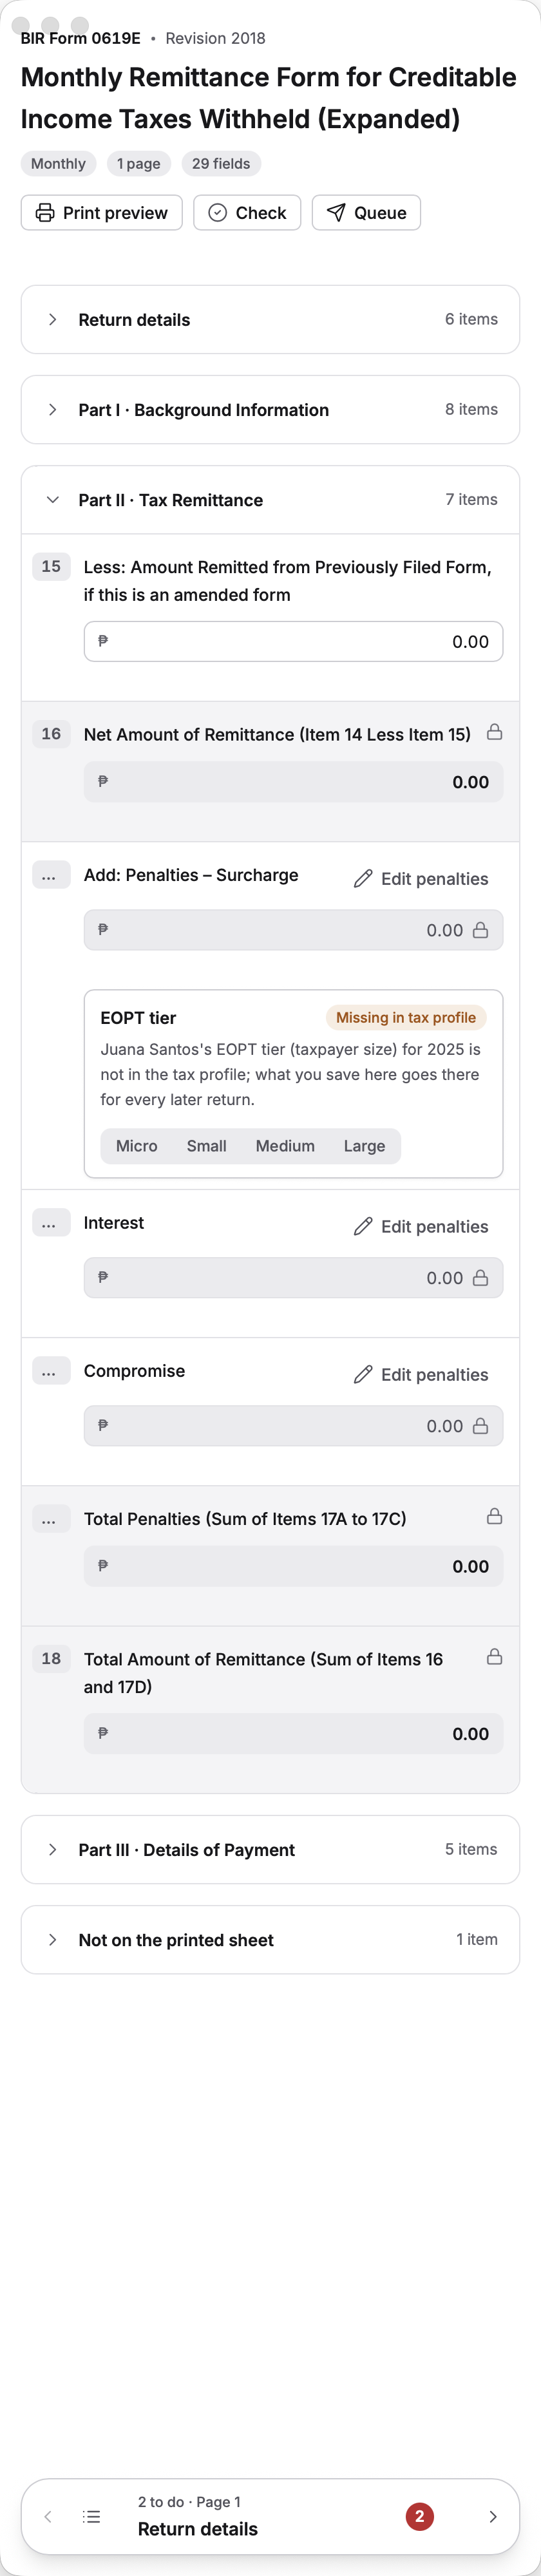 BIR Form 0619E • Revision 2018
Monthly Remittance Form for Creditable
Income Taxes Withheld (Expanded)
Monthly 1 page 29 fields
Print preview Check Queue
Return details 6 items
Part I · Background Information 8 items
Part II · Tax Remittance 7 items
15 Less: Amount Remitted from Previously Filed Form,
if this is an amended form
₱ 0.00
16 Net Amount of Remittance (Item 14 Less Item 15)
₱ 0.00
... Add: Penalties – Surcharge Edit penalties
₱ 0.00
EOPT tier Missing in tax profile
Juana Santos's EOPT tier (taxpayer size) for 2025 is
not in the tax profile; what you save here goes there
for every later return.
Micro Small Medium Large
... Interest Edit penalties
₱ 0.00
... Compromise Edit penalties
₱ 0.00
... Total Penalties (Sum of Items 17A to 17C)
₱ 0.00
18 Total Amount of Remittance (Sum of Items 16
and 17D)
₱ 0.00
Part III · Details of Payment 5 items
Not on the printed sheet 1 item
2 to do · Page 1
Return details 2